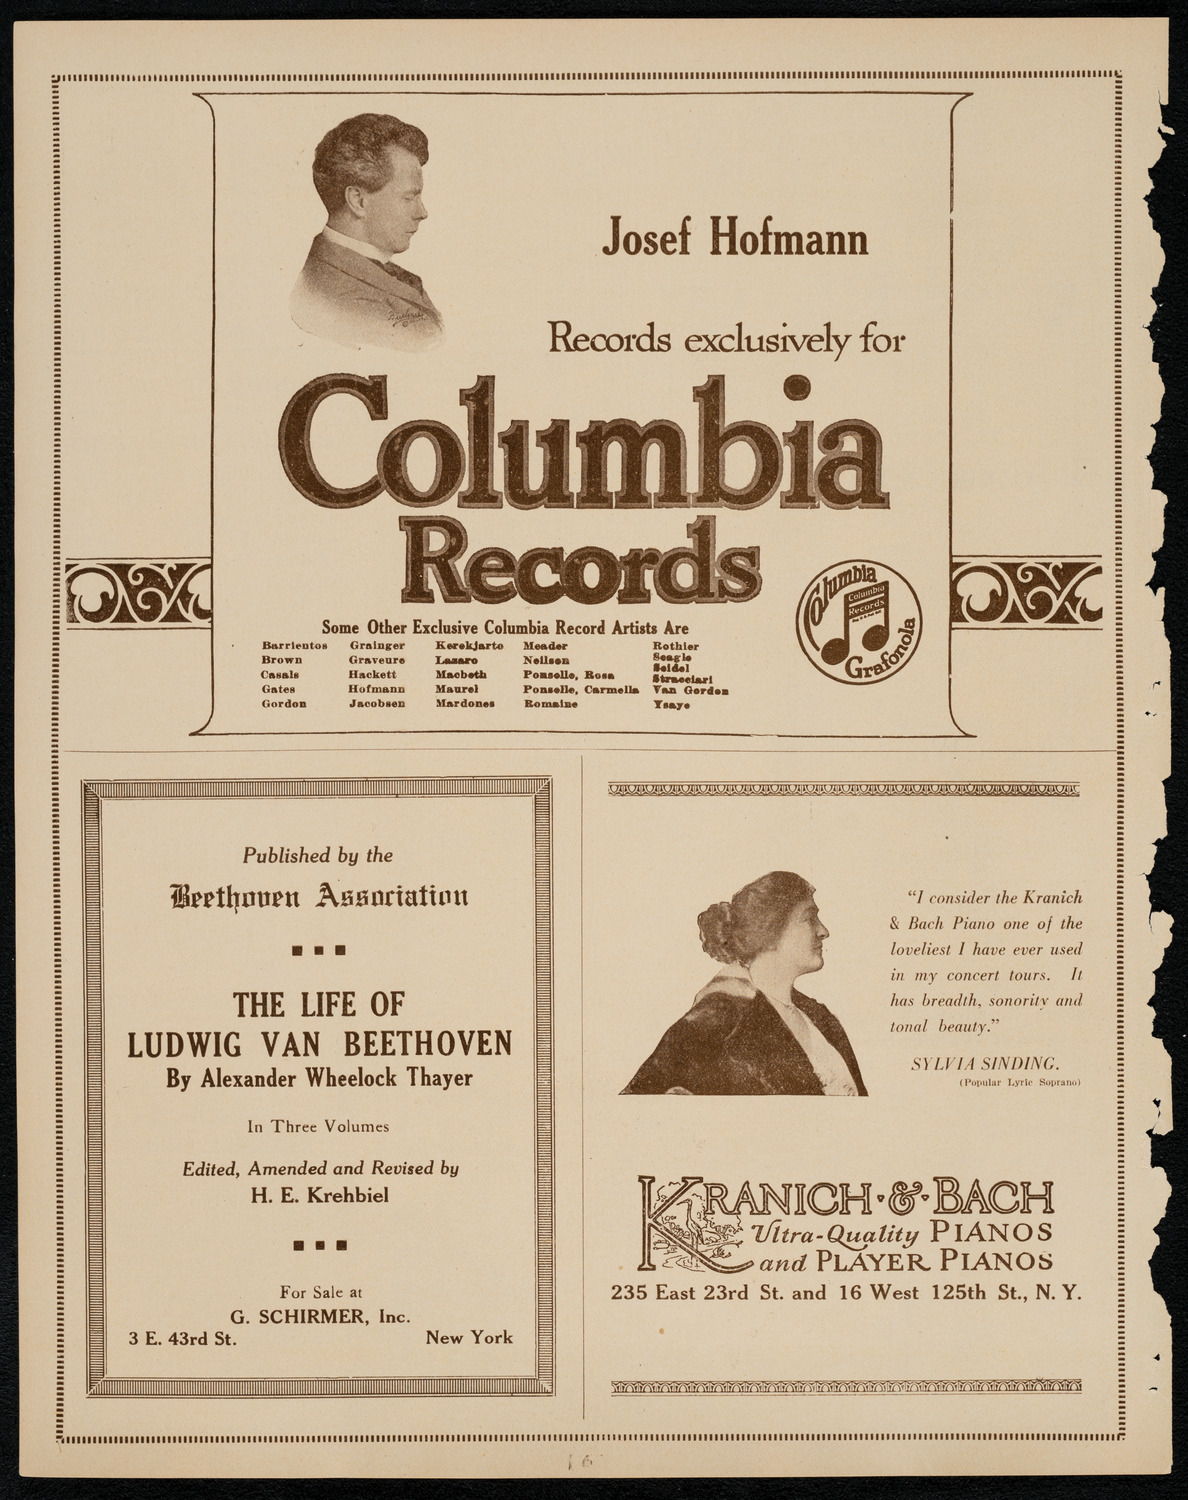 Josef Hofmann
Records exclusively for
Columbia
Records
Columbia
Columbia
Records
Grafonola
Some Other Exclusive Columbia Record Artists Are
Barrientos Grainger Kerekjarto Meader Rothier
Brown Graveure Lazaro Neilson Seagle
Seidel
Casals Hackett Macbeth Ponselle, Rosa Stracciari
Gates Hofmann Maurel Ponselle, Carmella Van Gordon
Gordon Jacobsen Mardones Romaine Ysaye
Published by the
Beethoven Association
THE LIFE OF
LUDWIG VAN BEETHOVEN
By Alexander Wheelock Thayer
In Three Volumes
Edited, Amended and Revised by
H. E. Krehbiel
For Sale at
G. SCHIRMER, Inc.
3 E. 43rd St. New York
“I consider the Kranich
& Bach Piano one of the
loveliest I have ever used
in my concert tours. It
has breadth, sonority and
tonal beauty.”
SYLVIA SINDING.
(Popular Lyric Soprano)
KRANICH·&·BACH
Ultra-Quality PIANOS
and PLAYER PIANOS
235 East 23rd St. and 16 West 125th St., N. Y.
16